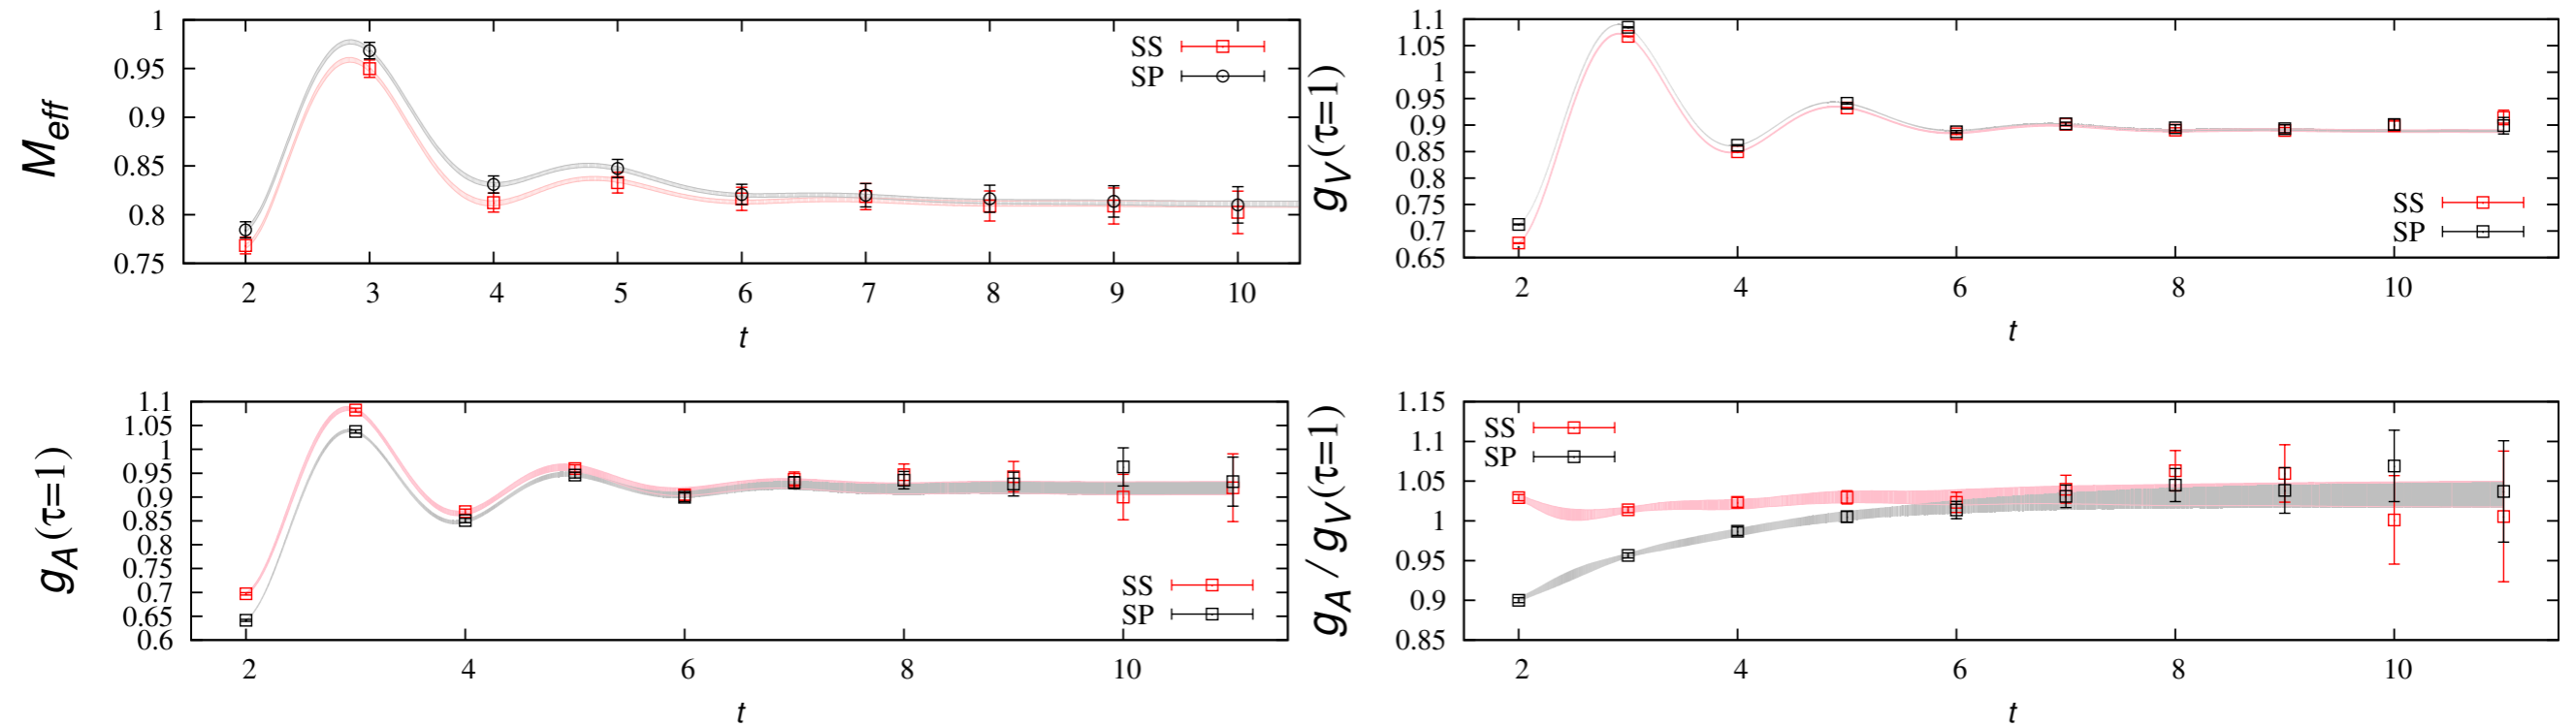 M_eff
1
0.95
0.9
0.85
0.8
0.75
2 3 4 5 6 7 8 9 10
t
SS
SP
g_V(τ=1)
1.1
1.05
1
0.95
0.9
0.85
0.8
0.75
0.7
0.65
2 4 6 8 10
t
SS
SP
g_A(τ=1)
1.1
1.05
1
0.95
0.9
0.85
0.8
0.75
0.7
0.65
0.6
2 4 6 8 10
t
SS
SP
g_A / g_V(τ=1)
1.15
1.1
1.05
1
0.95
0.9
0.85
2 4 6 8 10
t
SS
SP